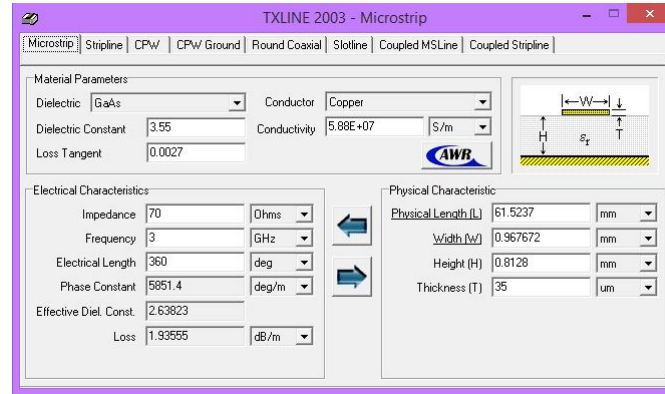 TXLINE 2003 - Microstrip
Microstrip Stripline CPW CPW Ground Round Coaxial Slotline Coupled MSLine Coupled Stripline
Material Parameters
Dielectric GaAs Conductor Copper
Dielectric Constant 3.55 Conductivity 5.88E+07 S/m
Loss Tangent 0.0027 AWR
W T H εr
Electrical Characteristics
Impedance 70 Ohms
Frequency 3 GHz
Electrical Length 360 deg
Phase Constant 5851.4 deg/m
Effective Diel. Const. 2.63823
Loss 1.93555 dB/m
Physical Characteristic
Physical Length (L) 61.5237 mm
Width (W) 0.967672 mm
Height (H) 0.8128 mm
Thickness (T) 35 um